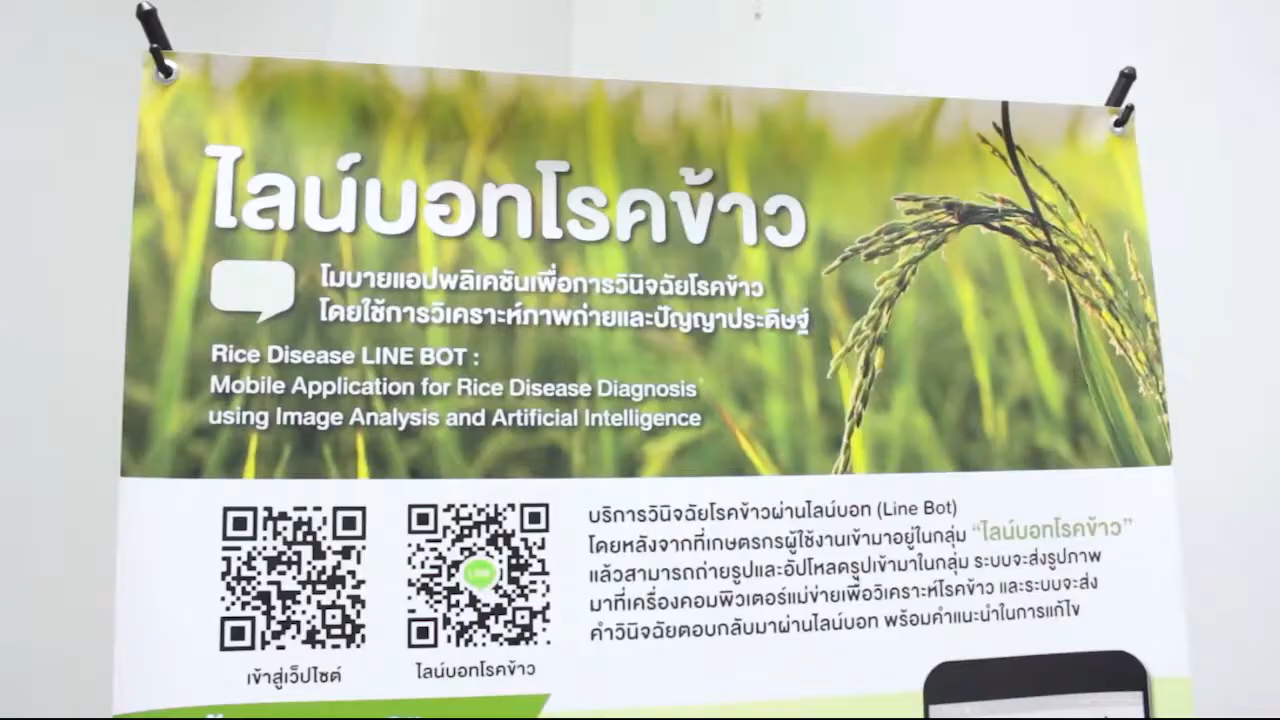 ไลน์บอทโรคข้าว
โมบายแอปพลิเคชันเพื่อการวินิจฉัยโรคข้าว
โดยใช้การวิเคราะห์ภาพถ่ายและปัญญาประดิษฐ์
Rice Disease LINE BOT :
Mobile Application for Rice Disease Diagnosis
using Image Analysis and Artificial Intelligence
LINE
เข้าสู่เว็ปไซต์
ไลน์บอทโรคข้าว
บริการวินิจฉัยโรคข้าวผ่านไลน์บอท (Line Bot)
โดยหลังจากที่เกษตรกรผู้ใช้งานเข้ามาอยู่ในกลุ่ม “ไลน์บอทโรคข้าว”
แล้วสามารถถ่ายรูปและอัปโหลดรูปเข้ามาในกลุ่ม ระบบจะส่งรูปภาพ
มาที่เครื่องคอมพิวเตอร์แม่ข่ายเพื่อวิเคราะห์โรคข้าว และระบบจะส่ง
คำวินิจฉัยตอบกลับมาผ่านไลน์บอท พร้อมคำแนะนำในการแก้ไข